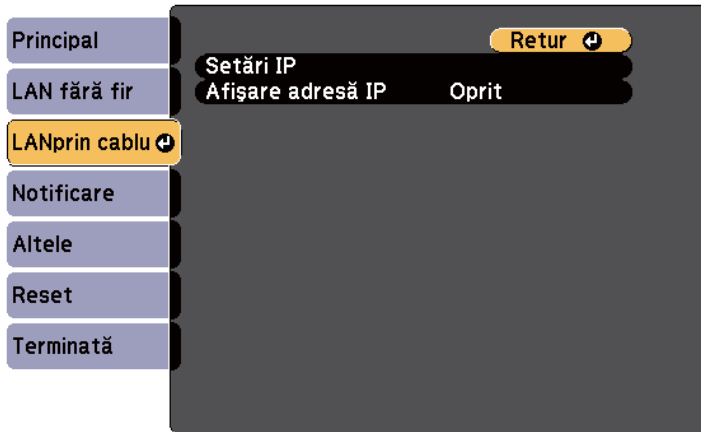 Principal
LAN fără fir
LANprin cablu
Notificare
Altele
Reset
Terminată
Retur
Setări IP
Afişare adresă IP Oprit